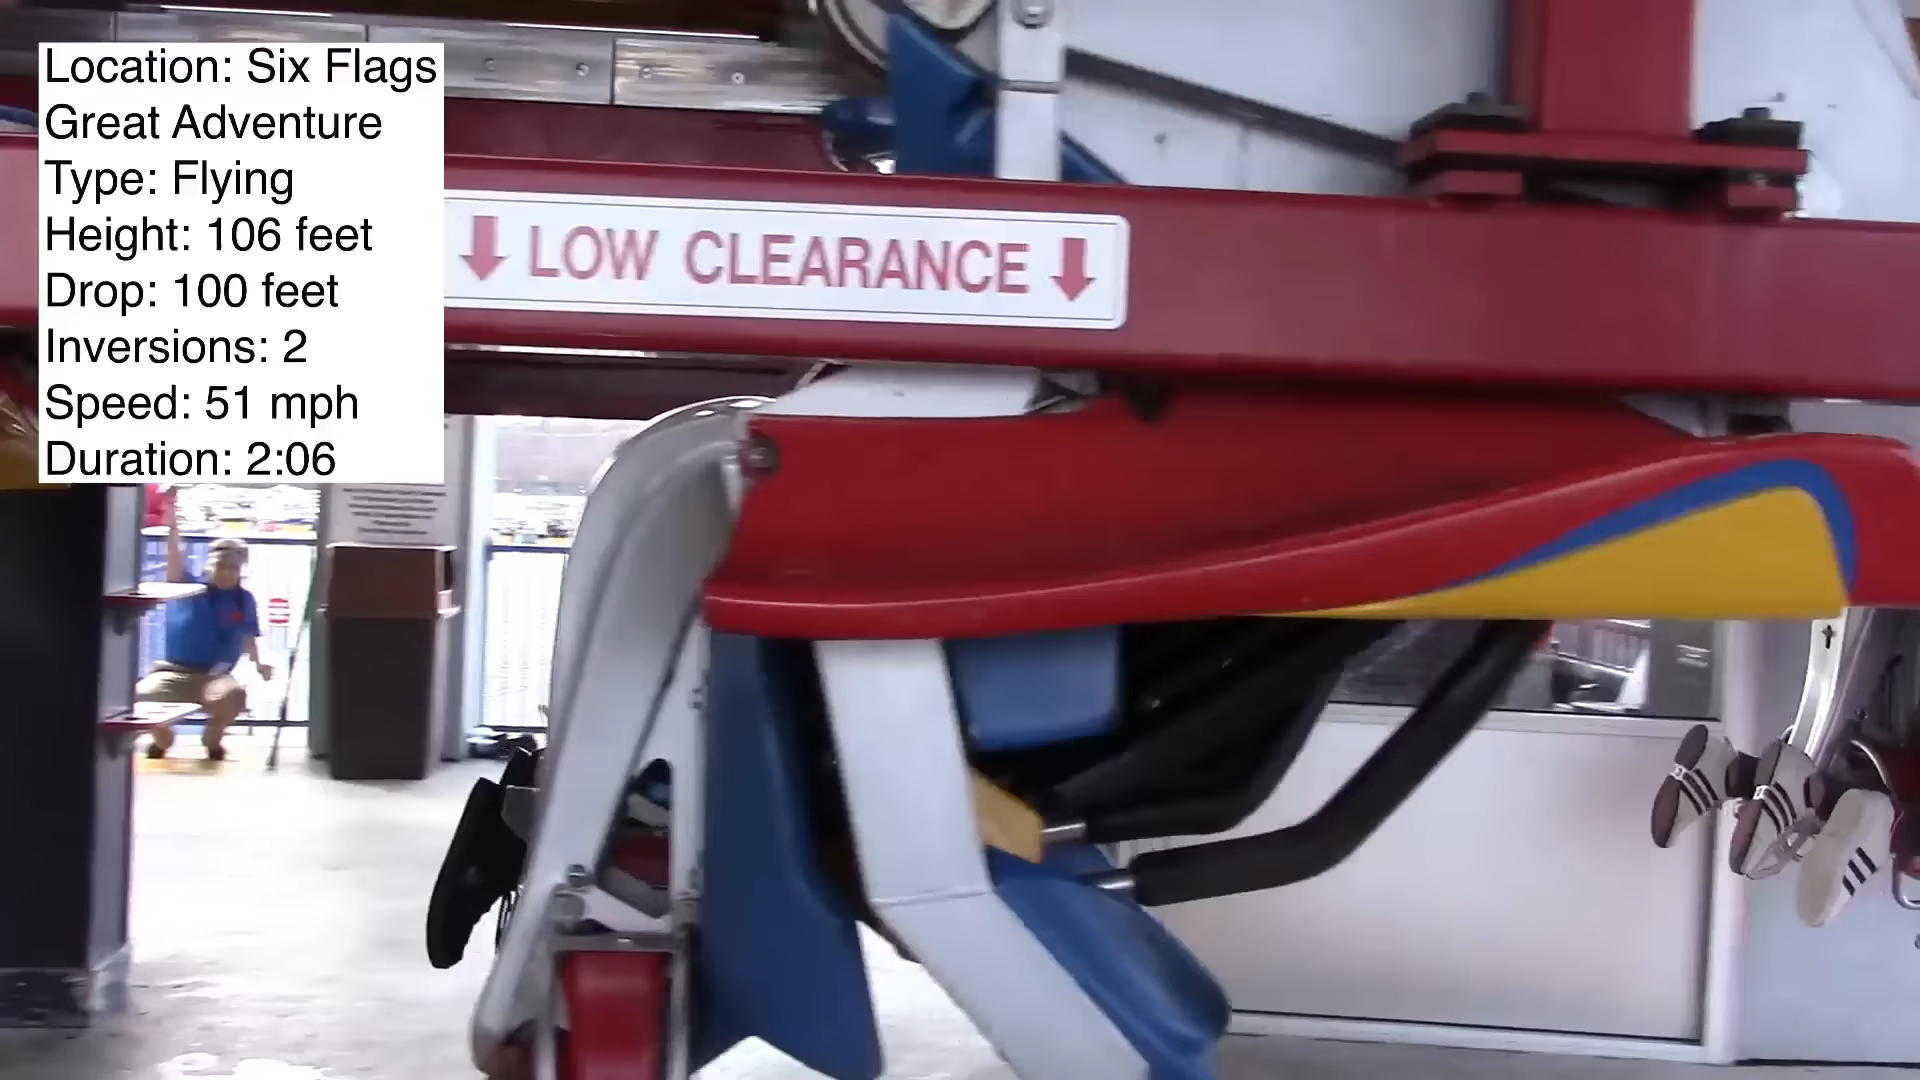 Location: Six Flags
Great Adventure
Type: Flying
Height: 106 feet
Drop: 100 feet
Inversions: 2
Speed: 51 mph
Duration: 2:06
LOW CLEARANCE